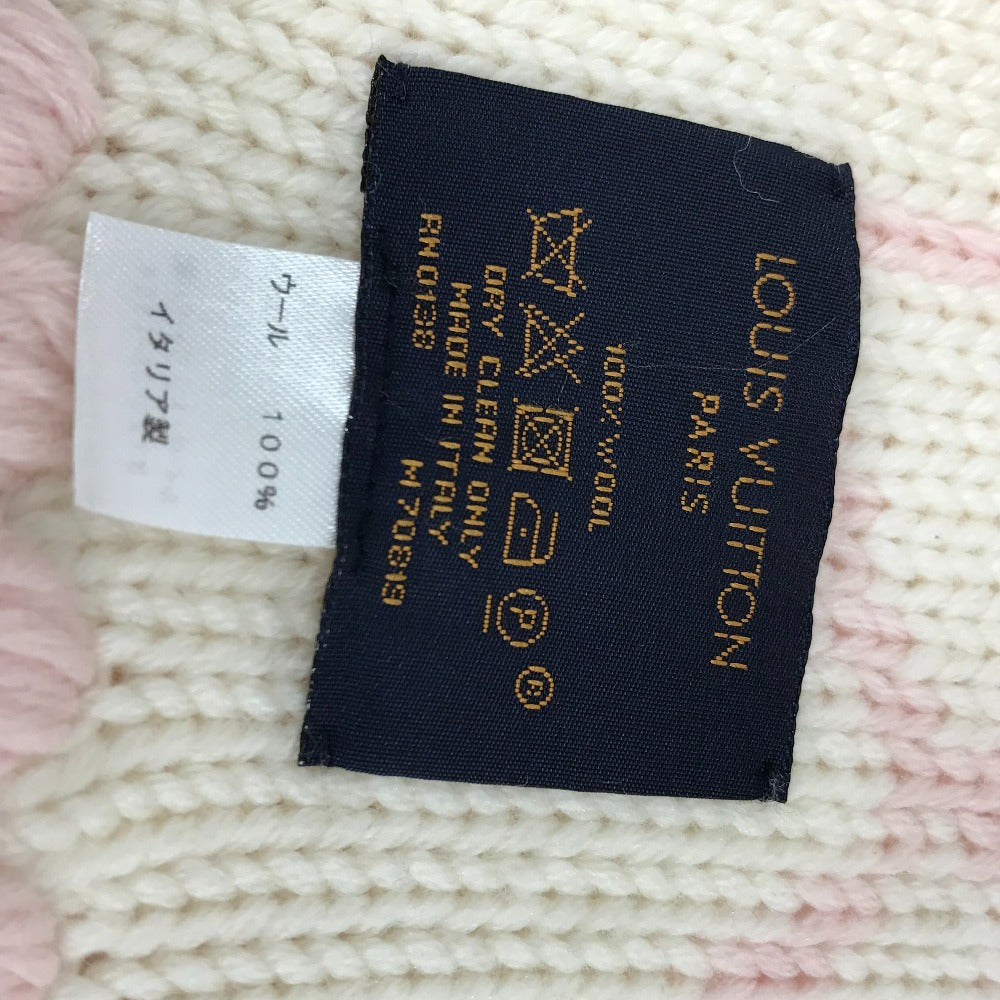 LOUIS VUITTON
PARIS
100% WOOL
P
DRY CLEAN ONLY
MADE IN ITALY
RN0138 M70819
ウール 100%
イタリア製